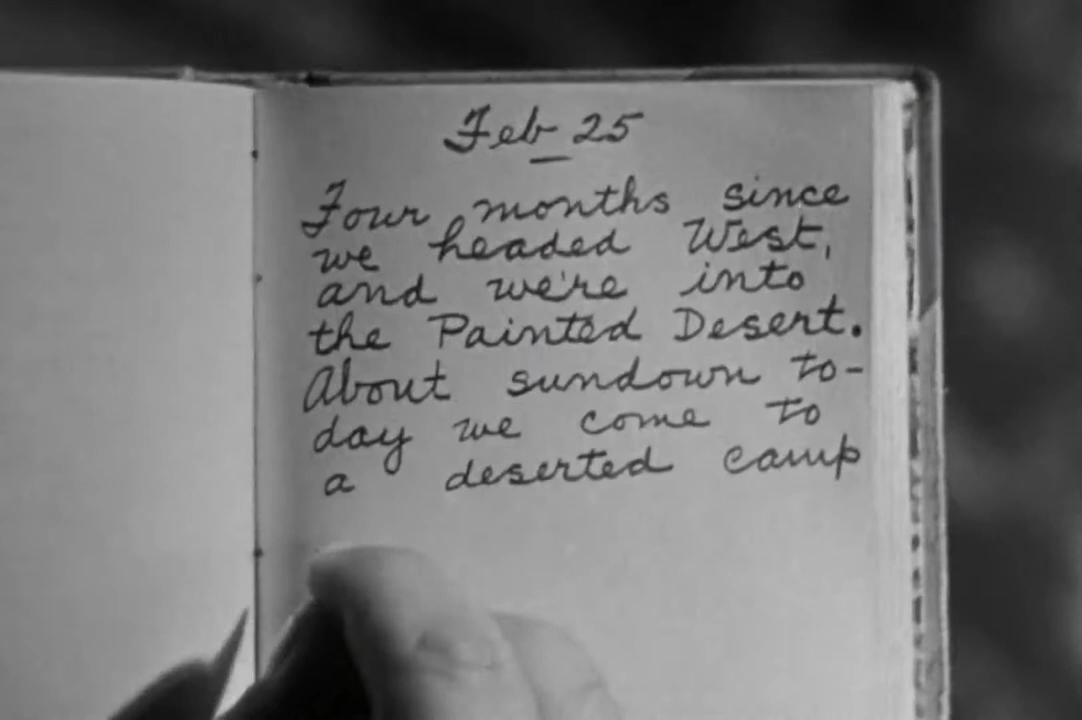 Feb 25
Four months since
we headed West,
and we're into
the Painted Desert.
About sundown to-
day we come to
a deserted camp